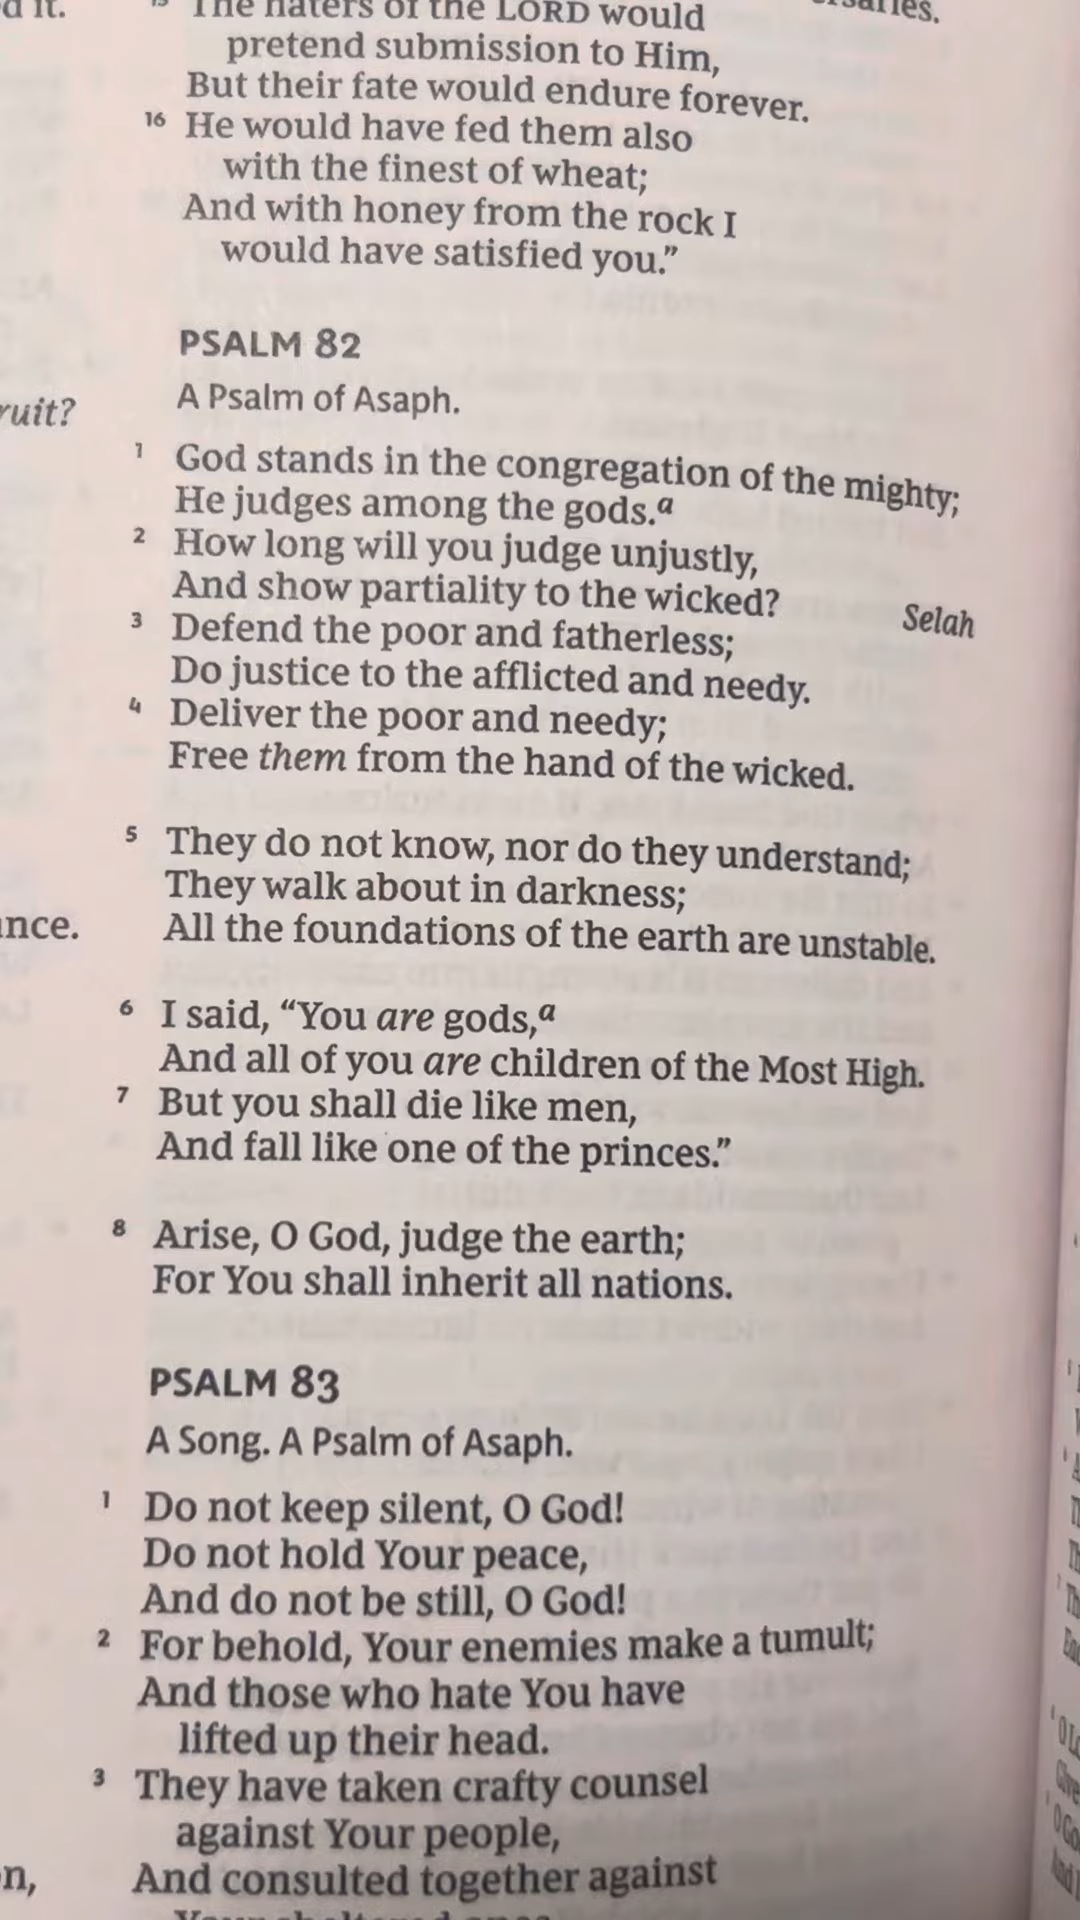 d it.
15 The haters of the LORD would
pretend submission to Him,
But their fate would endure forever.
16 He would have fed them also
with the finest of wheat;
And with honey from the rock I
would have satisfied you.”
PSALM 82
A Psalm of Asaph.
ruit?
1 God stands in the congregation of the mighty;
He judges among the gods.a
2 How long will you judge unjustly,
And show partiality to the wicked? Selah
3 Defend the poor and fatherless;
Do justice to the afflicted and needy.
4 Deliver the poor and needy;
Free them from the hand of the wicked.
5 They do not know, nor do they understand;
They walk about in darkness;
nce.
All the foundations of the earth are unstable.
6 I said, “You are gods,a
And all of you are children of the Most High.
7 But you shall die like men,
And fall like one of the princes.”
8 Arise, O God, judge the earth;
For You shall inherit all nations.
PSALM 83
A Song. A Psalm of Asaph.
1 Do not keep silent, O God!
Do not hold Your peace,
And do not be still, O God!
2 For behold, Your enemies make a tumult;
And those who hate You have
lifted up their head.
3 They have taken crafty counsel
against Your people,
n,
And consulted together against